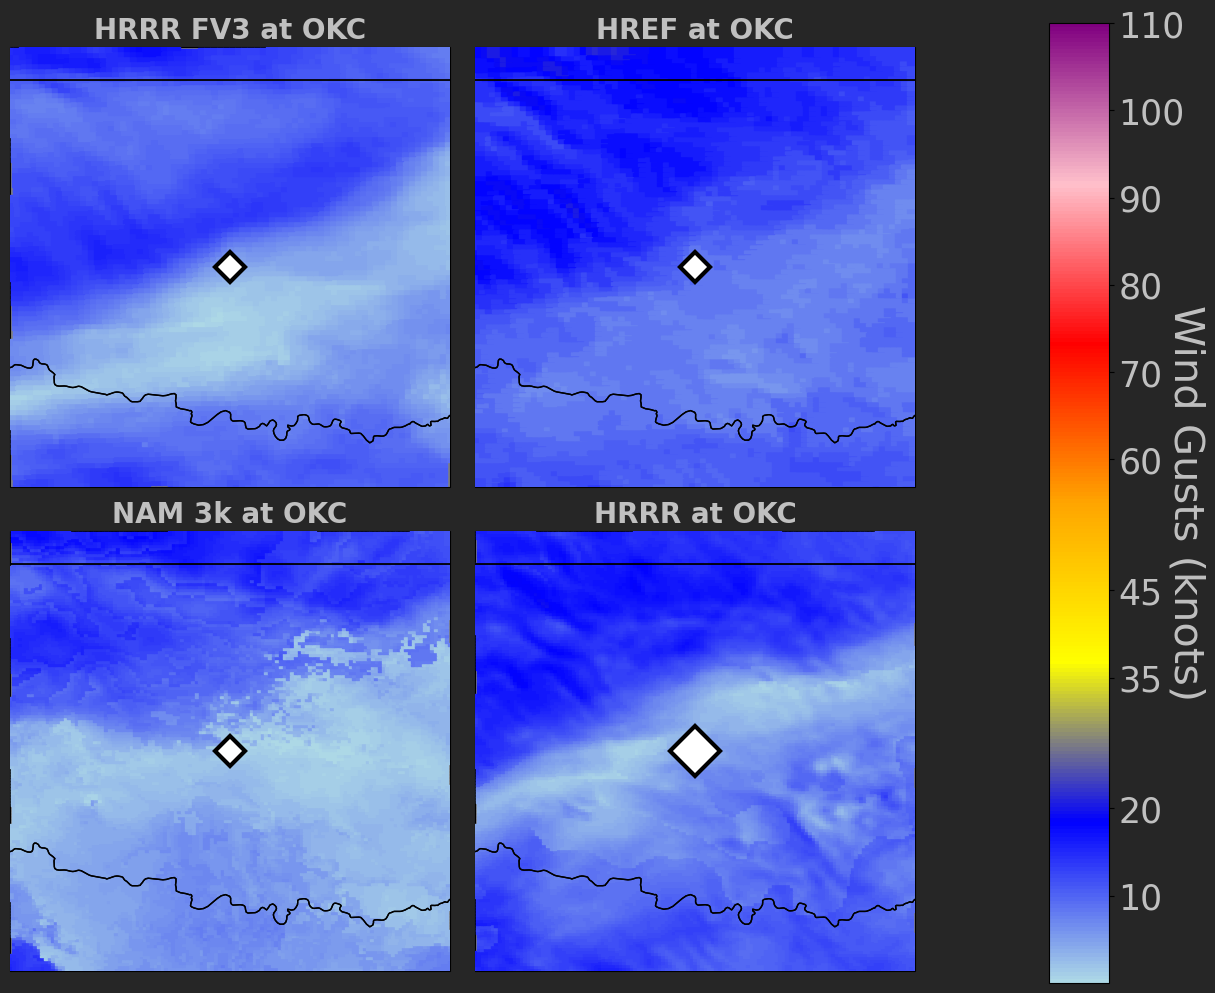 HRRR FV3 at OKC
HREF at OKC
NAM 3k at OKC
HRRR at OKC
110
100
90
80
70
60
45
35
20
10
Wind Gusts (knots)